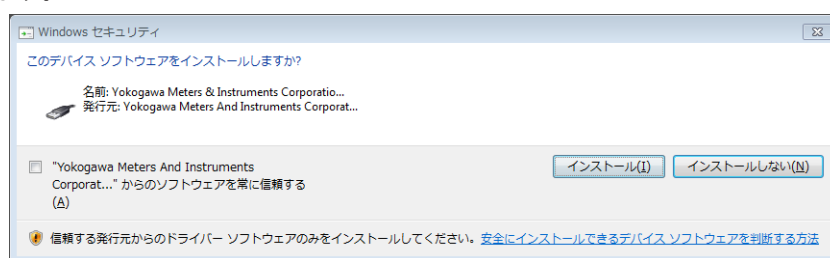 Windows セキュリティ
このデバイス ソフトウェアをインストールしますか?
名前: Yokogawa Meters & Instruments Corporatio...
発行元: Yokogawa Meters And Instruments Corporat...
"Yokogawa Meters And Instruments
Corporat..." からのソフトウェアを常に信頼する
(A)
インストール(I)
インストールしない(N)
信頼する発行元からのドライバー ソフトウェアのみをインストールしてください。安全にインストールできるデバイス ソフトウェアを判断する方法